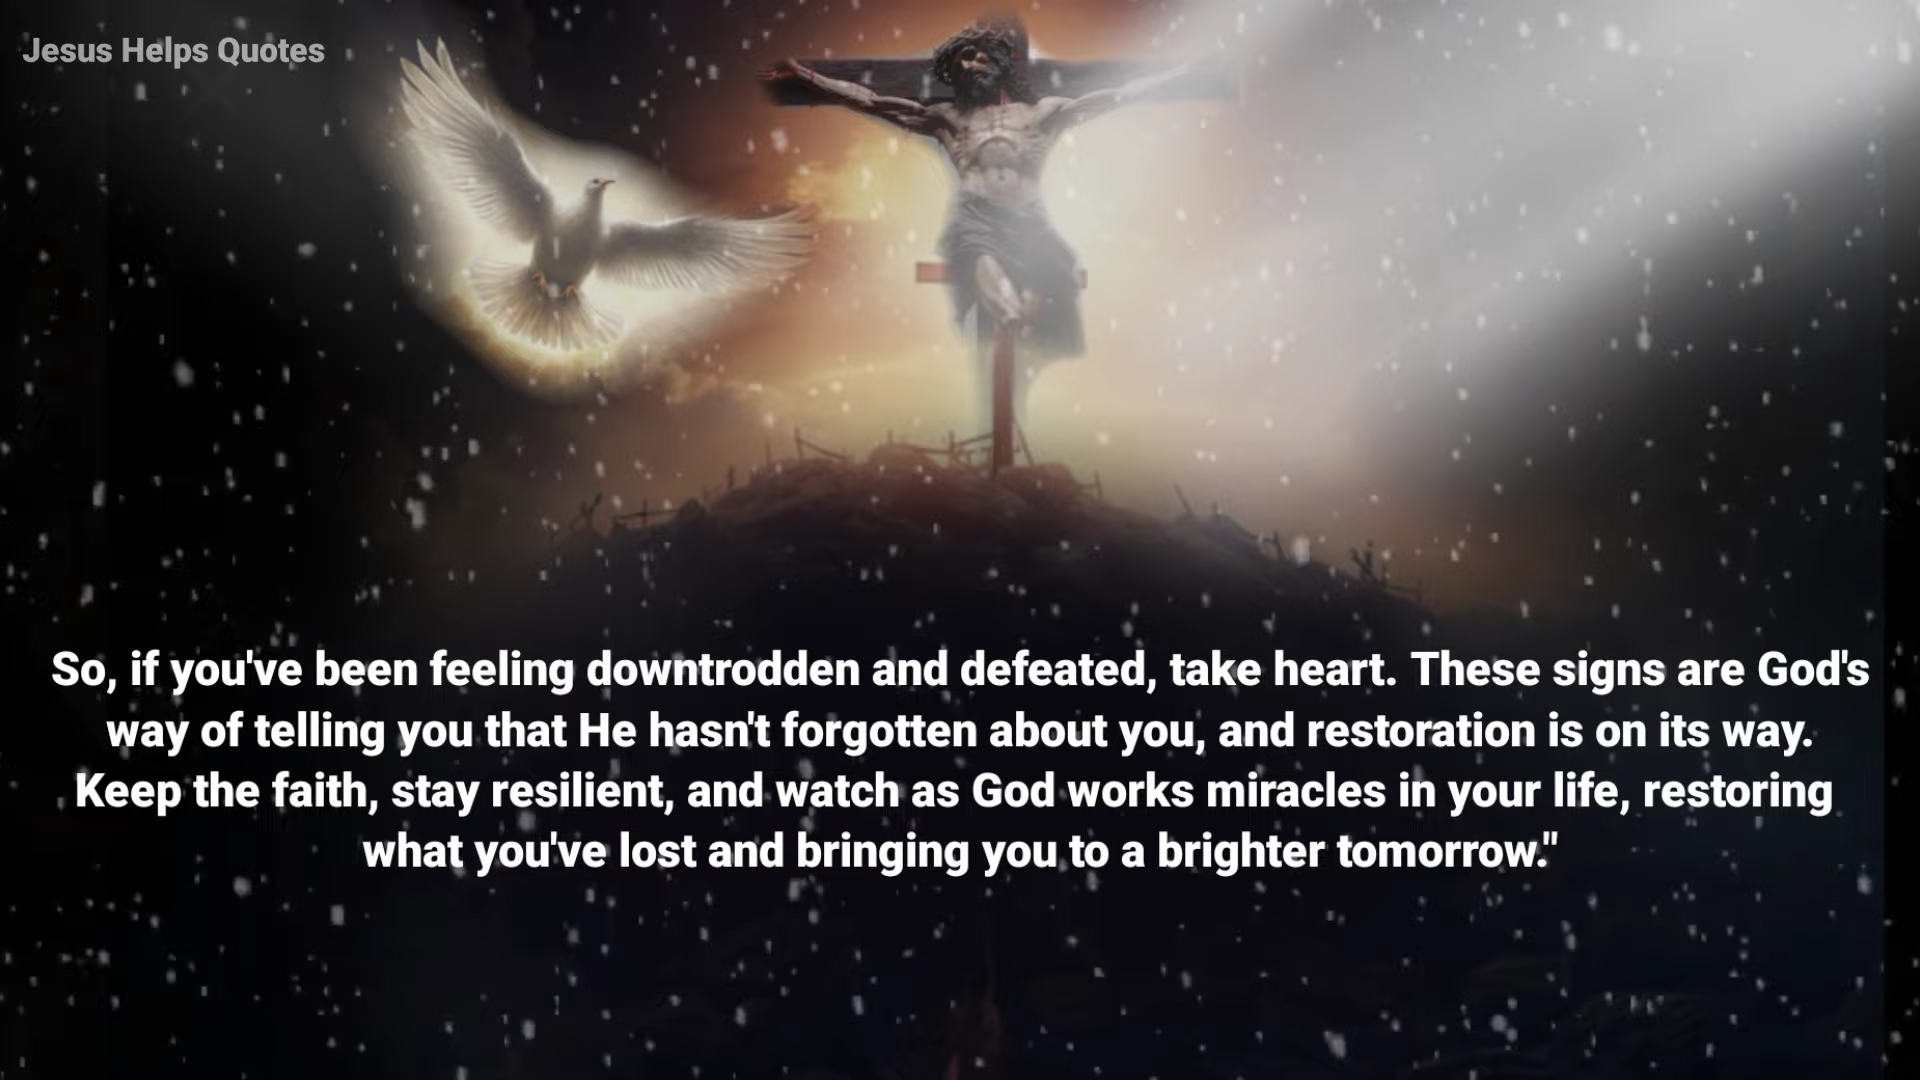 Jesus Helps Quotes
So, if you've been feeling downtrodden and defeated, take heart. These signs are God's
way of telling you that He hasn't forgotten about you, and restoration is on its way.
Keep the faith, stay resilient, and watch as God works miracles in your life, restoring
what you've lost and bringing you to a brighter tomorrow."